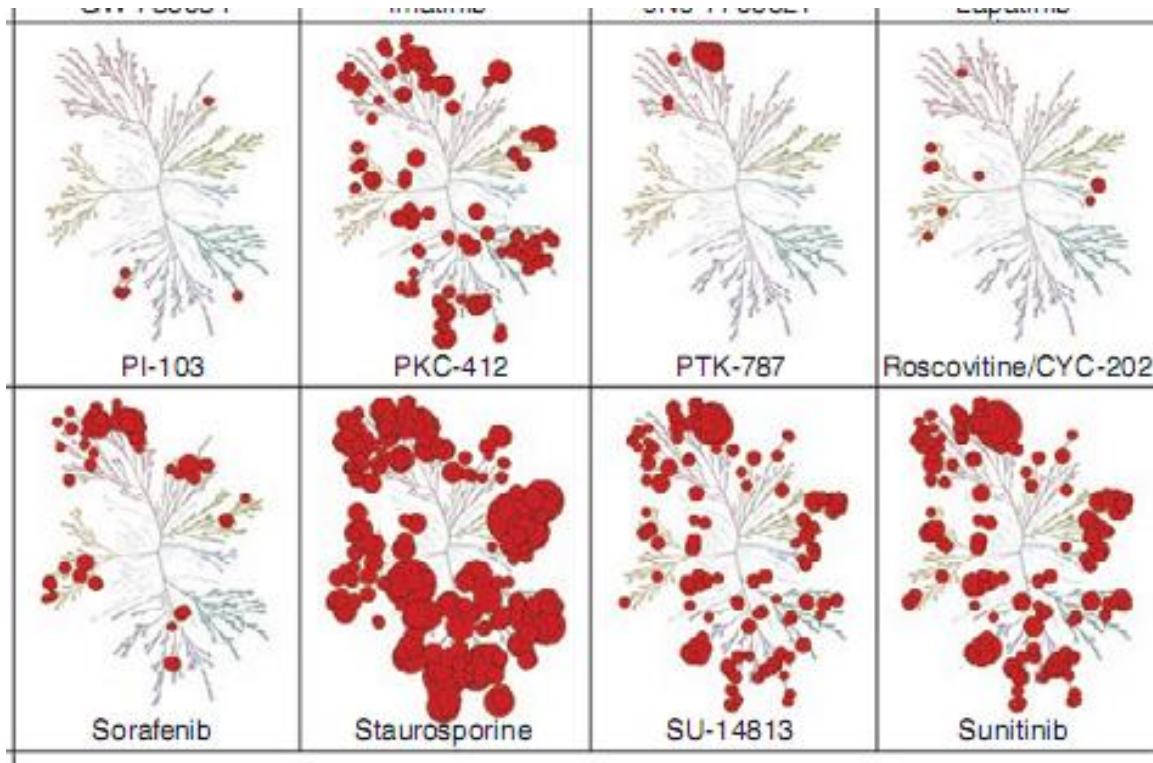 PI-103 PKC-412 PTK-787 Roscovitine/CYC-202
Sorafenib Staurosporine SU-14813 Sunitinib